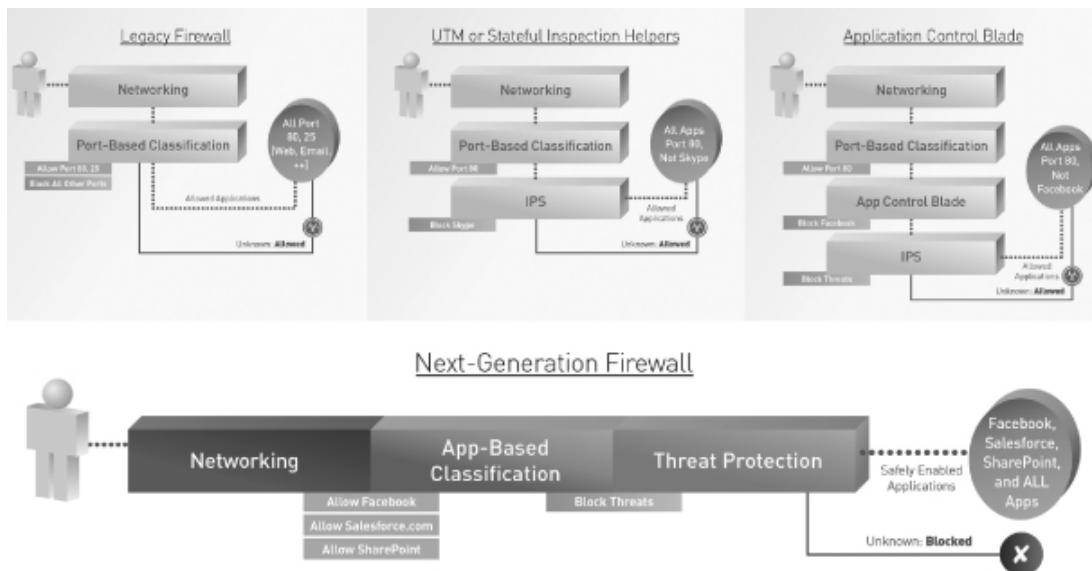 Legacy Firewall
Networking
Port-Based Classification
Allow Port 80, 25
Block All Other Ports
All Port
80, 25
(Web, Email,
++)
Allowed Applications
Unknown: Allowed
UTM or Stateful Inspection Helpers
Networking
Port-Based Classification
Allow Port 80
IPS
Block Skype
All Apps
Port 80,
Not Skype
Allowed
Applications
Unknown: Allowed
Application Control Blade
Networking
Port-Based Classification
Allow Port 80
App Control Blade
Block Facebook
IPS
Block Threats
All Apps
Port 80,
Not
Facebook
Allowed
Applications
Unknown: Allowed
Next-Generation Firewall
Networking
App-Based
Classification
Threat Protection
Allow Facebook
Allow Salesforce.com
Allow SharePoint
Block Threats
Safely Enabled
Applications
Facebook,
Salesforce,
SharePoint,
and ALL
Apps
Unknown: Blocked
X